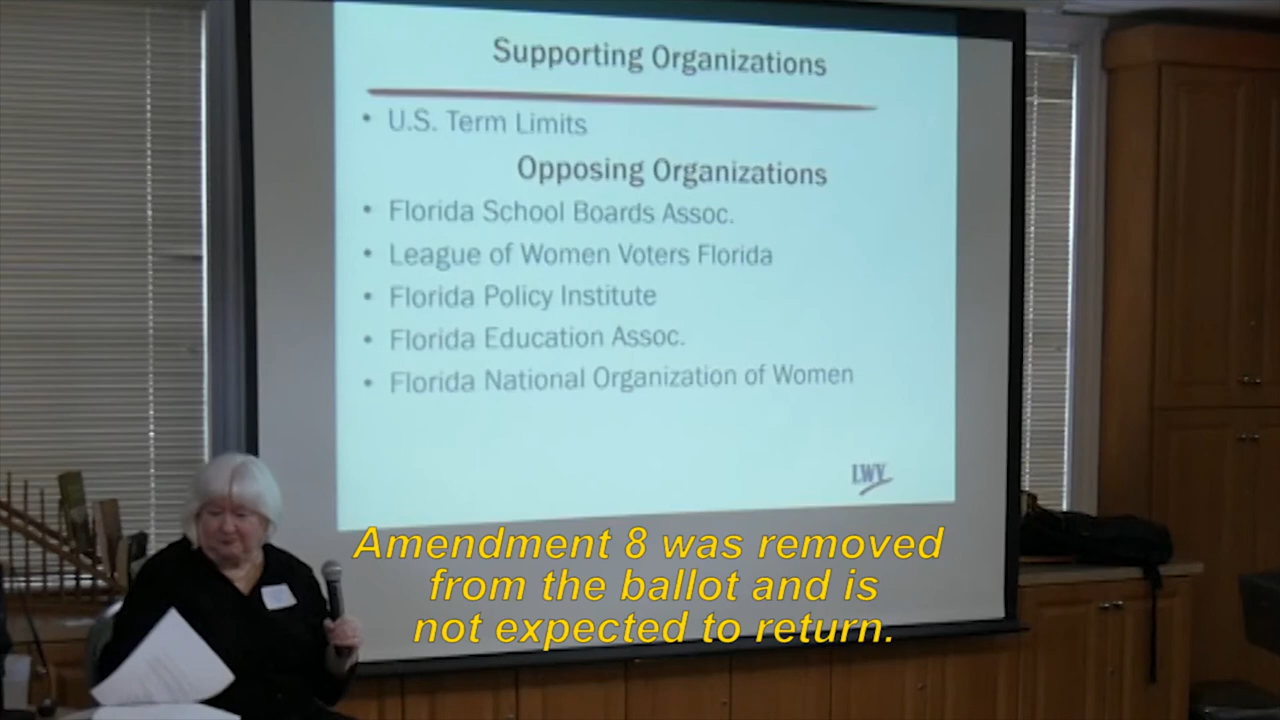 Supporting Organizations
• U.S. Term Limits
Opposing Organizations
• Florida School Boards Assoc.
• League of Women Voters Florida
• Florida Policy Institute
• Florida Education Assoc.
• Florida National Organization of Women
LWV
Amendment 8 was removed
from the ballot and is
not expected to return.